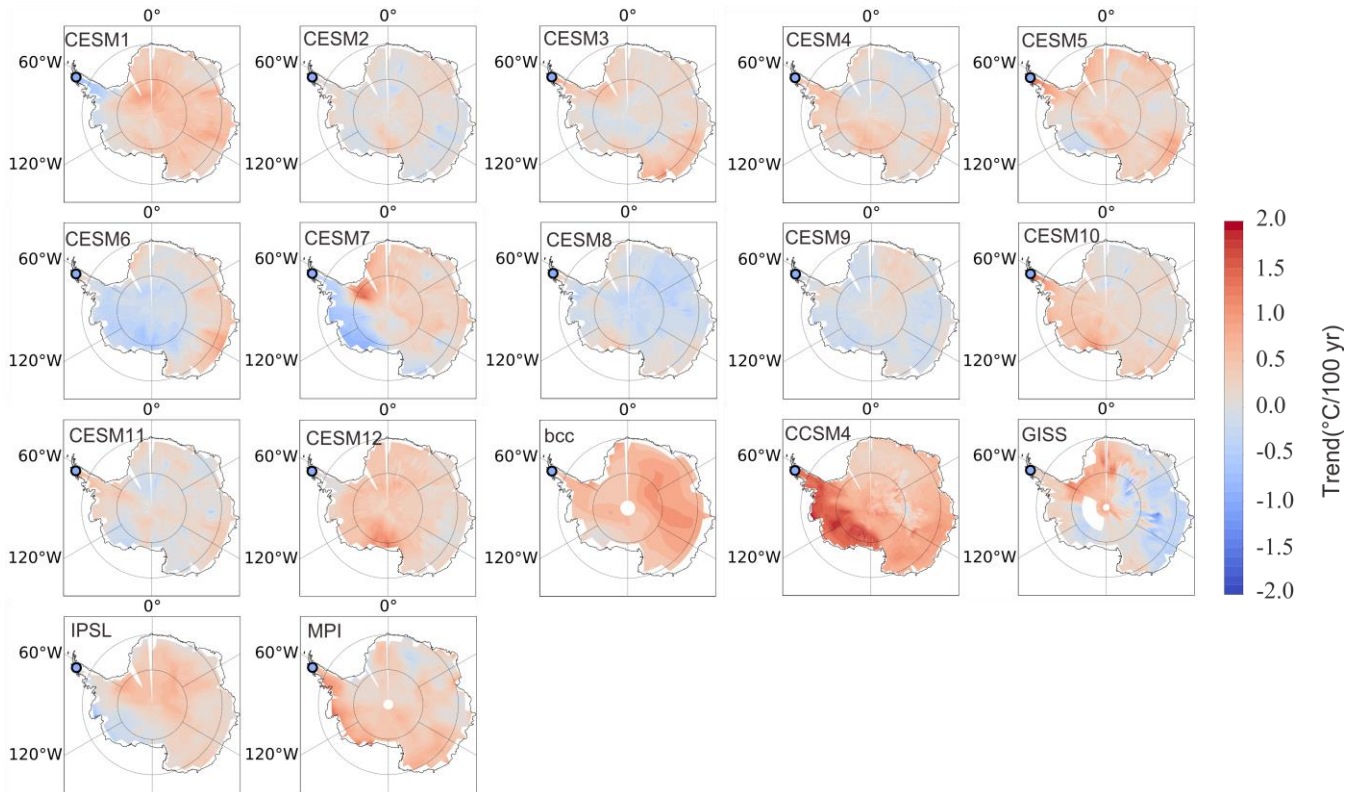 0° 0° 0° 0° 0°
CESM1 CESM2 CESM3 CESM4 CESM5
60°W 60°W 60°W 60°W 60°W
120°W 120°W 120°W 120°W 120°W
0° 0° 0° 0° 0°
CESM6 CESM7 CESM8 CESM9 CESM10
60°W 60°W 60°W 60°W 60°W
120°W 120°W 120°W 120°W 120°W
0° 0° 0° 0° 0°
CESM11 CESM12 bcc CCSM4 GISS
60°W 60°W 60°W 60°W 60°W
120°W 120°W 120°W 120°W 120°W
0° 0°
IPSL MPI
60°W 60°W
120°W 120°W
2.0
1.5
1.0
0.5
0.0
-0.5
-1.0
-1.5
-2.0
Trend(°C/100 yr)